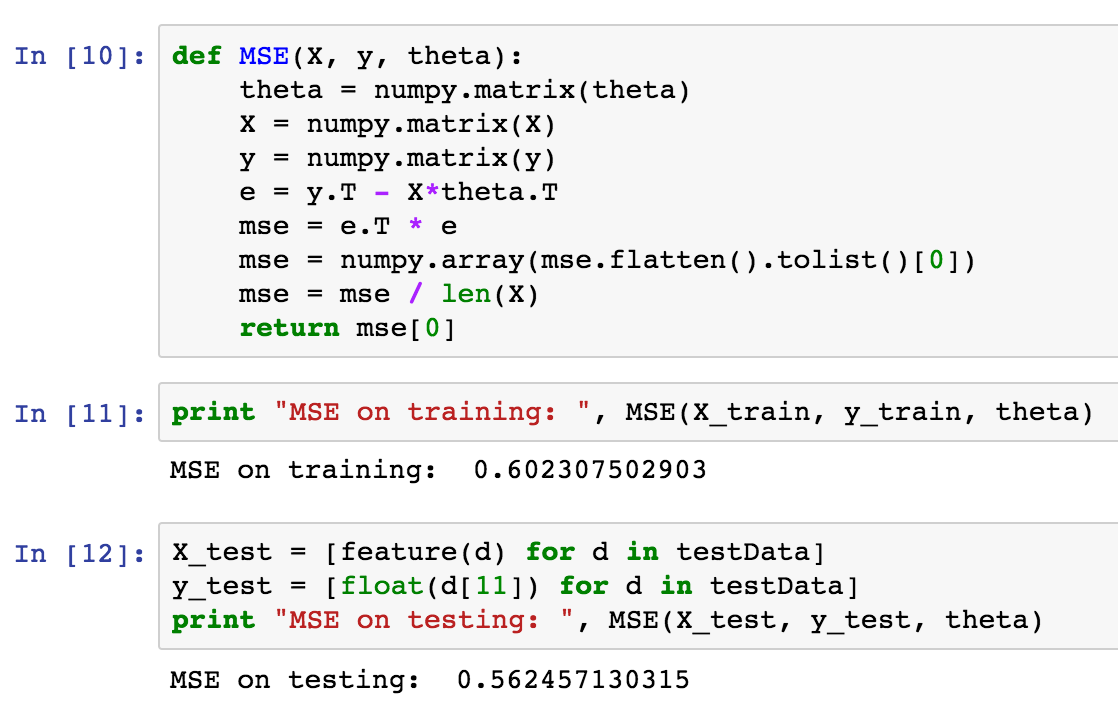 In [10]: def MSE(X, y, theta):
    theta = numpy.matrix(theta)
    X = numpy.matrix(X)
    y = numpy.matrix(y)
    e = y.T - X*theta.T
    mse = e.T * e
    mse = numpy.array(mse.flatten().tolist()[0])
    mse = mse / len(X)
    return mse[0]
In [11]: print "MSE on training: ", MSE(X_train, y_train, theta)
MSE on training:  0.602307502903
In [12]: X_test = [feature(d) for d in testData]
y_test = [float(d[11]) for d in testData]
print "MSE on testing: ", MSE(X_test, y_test, theta)
MSE on testing:  0.562457130315